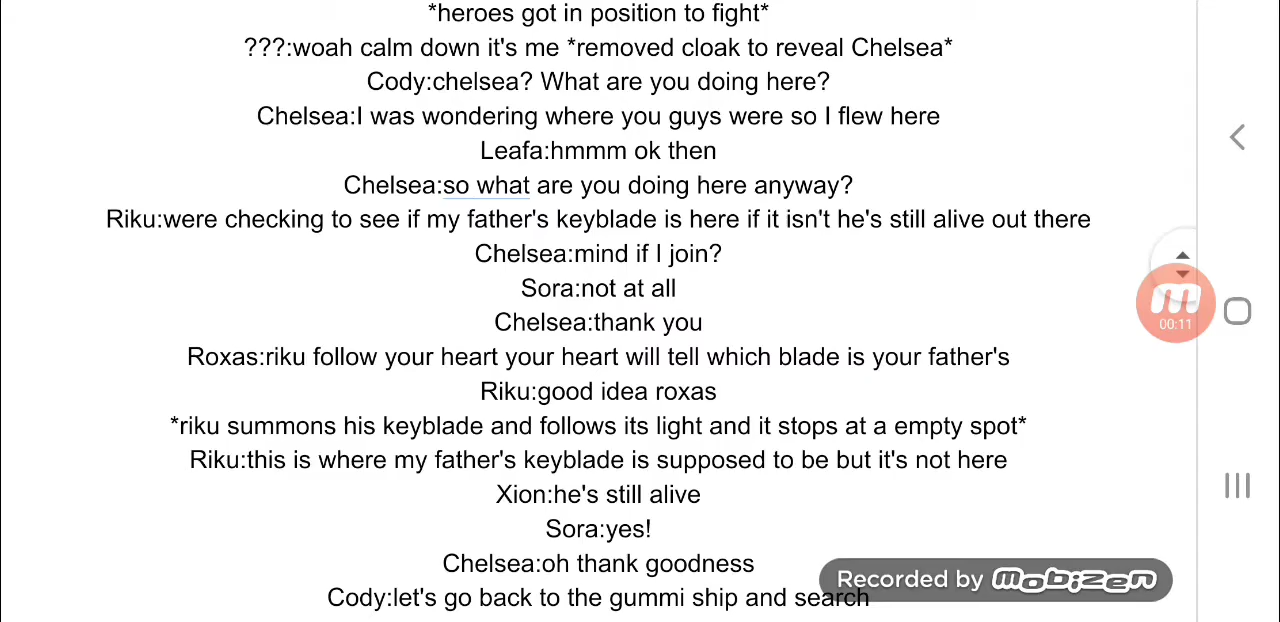 *heroes got in position to fight*
???:woah calm down it's me *removed cloak to reveal Chelsea*
Cody:chelsea? What are you doing here?
Chelsea:I was wondering where you guys were so I flew here
Leafa:hmmm ok then
Chelsea:so what are you doing here anyway?
Riku:were checking to see if my father's keyblade is here if it isn't he's still alive out there
Chelsea:mind if I join?
Sora:not at all
Chelsea:thank you
Roxas:riku follow your heart your heart will tell which blade is your father's
Riku:good idea roxas
*riku summons his keyblade and follows its light and it stops at a empty spot*
Riku:this is where my father's keyblade is supposed to be but it's not here
Xion:he's still alive
Sora:yes!
Chelsea:oh thank goodness
Cody:let's go back to the gummi ship and search
m
00:11
Recorded by mobizen